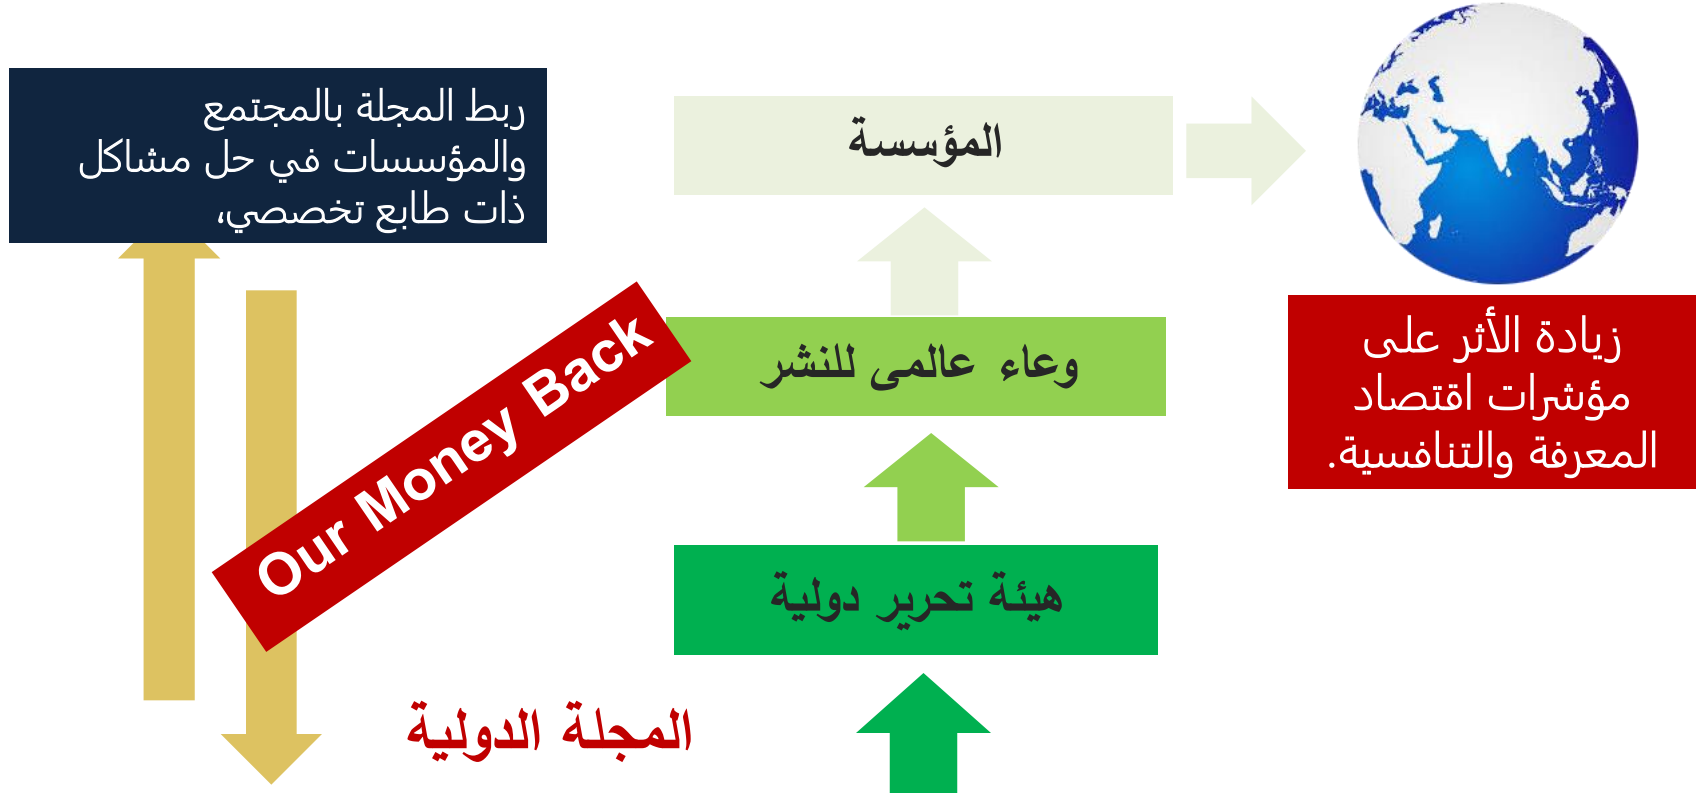 ربط المجلة بالمجتمع
والمؤسسات في حل مشاكل
ذات طابع تخصصي،
المؤسسة
زيادة الأثر على
مؤشرات اقتصاد
المعرفة والتنافسية.
وعاء عالمى للنشر
Our Money Back
هيئة تحرير دولية
المجلة الدولية